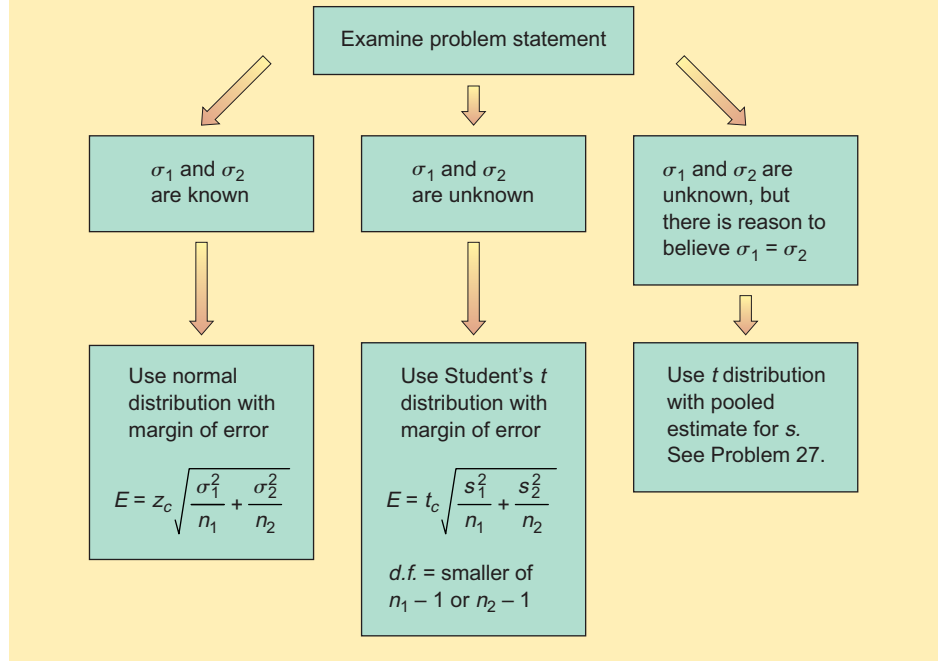 Examine problem statement
σ₁ and σ₂
are known
σ₁ and σ₂
are unknown
σ₁ and σ₂ are
unknown, but
there is reason to
believe σ₁ = σ₂
Use normal
distribution with
margin of error
E = z_c √(σ₁²/n₁ + σ₂²/n₂)
Use Student's t
distribution with
margin of error
E = t_c √(s₁²/n₁ + s₂²/n₂)
d.f. = smaller of
n₁ – 1 or n₂ – 1
Use t distribution
with pooled
estimate for s.
See Problem 27.